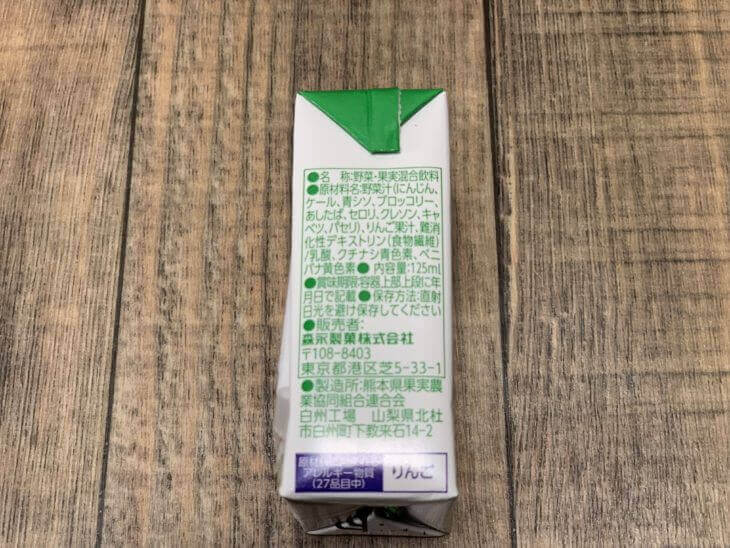 ●名 称:野菜・果実混合飲料
●原材料名:野菜汁(にんじん、
ケール、青シソ、ブロッコリー、
あしたば、セロリ、クレソン、キャ
ベツ、パセリ)、りんご果汁、難消
化性デキストリン(食物繊維)
/乳酸、クチナシ青色素、ベニ
バナ黄色素●内容量:125ml
●賞味期限:容器上部上段に年
月日で記載●保存方法:直射
日光を避け保存してください
●販売者:
森永製菓株式会社
〒108-8403
東京都港区芝5-33-1
●製造所:熊本県果実農
業協同組合連合会
白州工場 山梨県北杜
市白州町下教来石14-2
アレルギー物質
(27品目中)
りんご